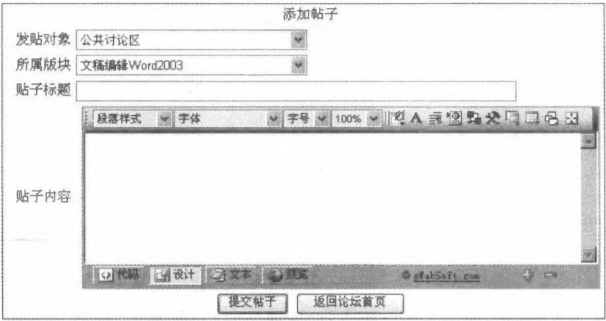 添加帖子
发贴对象 公共讨论区
所属版块 文稿编辑Word2003
贴子标题
段落样式 字体 字号 100%
贴子内容
代码 设计 文本 预览 eWebSoft.com
提交帖子 返回论坛首页